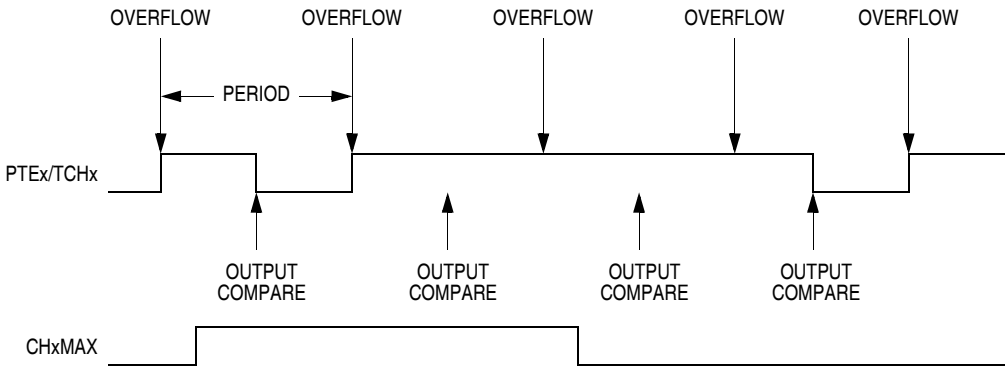 OVERFLOW OVERFLOW OVERFLOW OVERFLOW OVERFLOW
PERIOD
PTEx/TCHx
OUTPUT COMPARE
OUTPUT COMPARE
OUTPUT COMPARE
OUTPUT COMPARE
CHxMAX